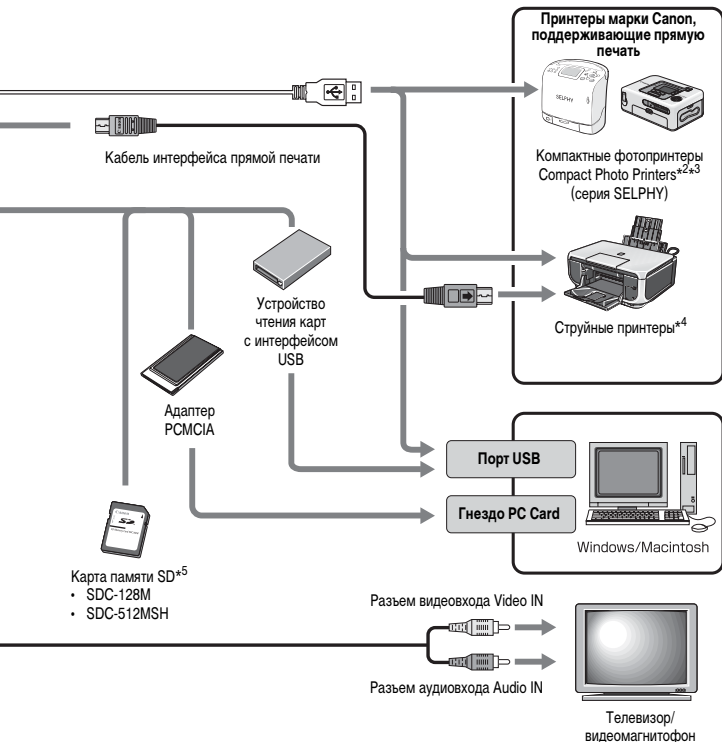 Принтеры марки Canon,
поддерживающие прямую
печать
SELPHY
Кабель интерфейса прямой печати
Компактные фотопринтеры
Compact Photo Printers*2*3
(серия SELPHY)
Устройство
чтения карт
с интерфейсом
USB
Струйные принтеры*4
Адаптер
PCMCIA
Порт USB
Гнездо PC Card
Windows/Macintosh
Карта памяти SD*5
• SDC-128M
• SDC-512MSH
Разъем видеовхода Video IN
Разъем аудиовхода Audio IN
Телевизор/
видеомагнитофон